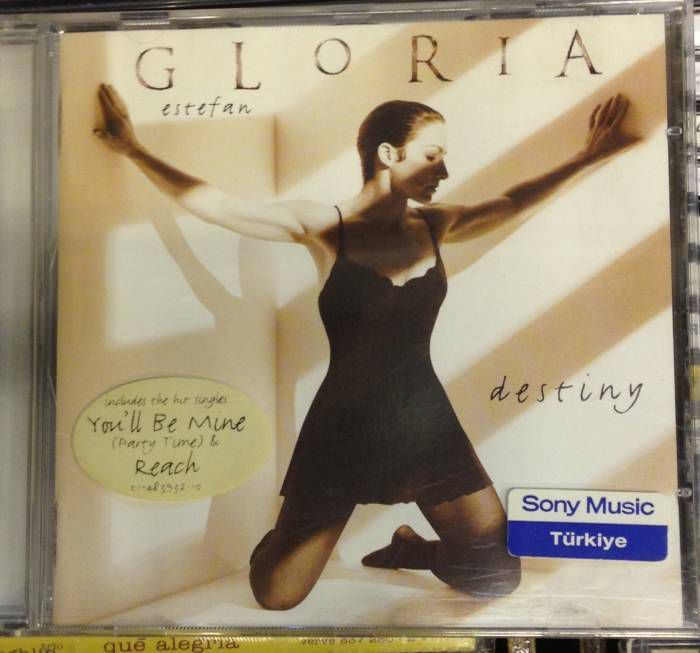 GLORIA
estefan
destiny
includes the hit singles
You'll Be Mine
(Party Time) &
Reach
Sony Music
Türkiye
qué alegria
verve